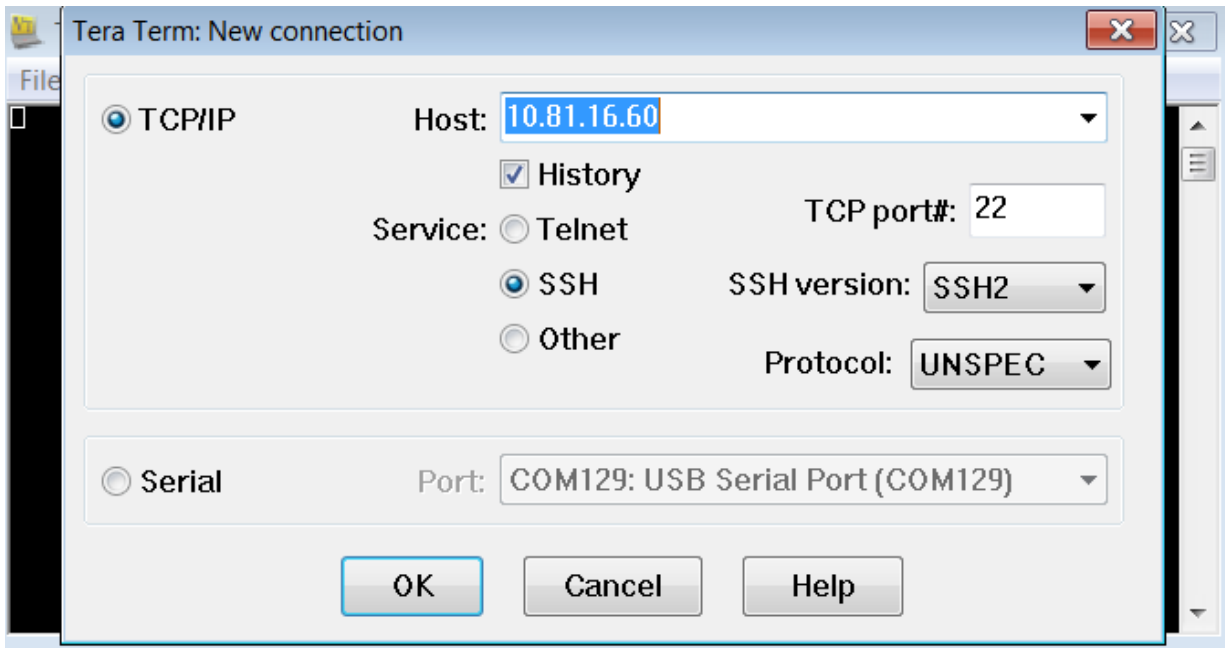 Tera Term: New connection
File
TCP/IP
Host: 10.81.16.60
History
TCP port#: 22
Service: Telnet
SSH
SSH version: SSH2
Other
Protocol: UNSPEC
Serial
Port: COM129: USB Serial Port (COM129)
OK Cancel Help